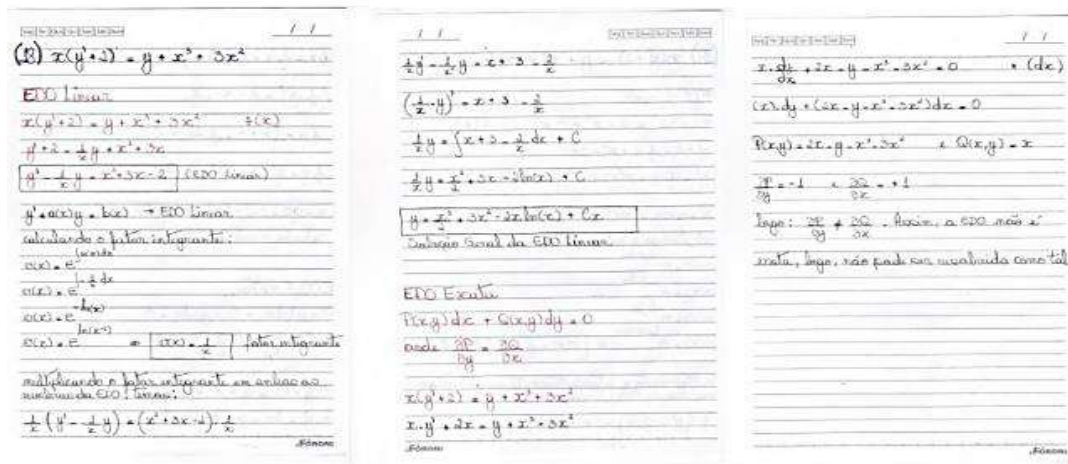 (13) x(y'+2) = y + x³ + 3x²
EDO Linear
x(y'+2) = y + x³ + 3x² ÷(x)
y'+2 = 1/x y + x² + 3x
y' - 1/x y = x² + 3x - 2 (EDO linear)
y' + a(x)y = b(x) → EDO Linear
calculando o fator integrante:
v(x) = e^∫a(x)dx
v(x) = e^∫-1/x dx
v(x) = e^-ln(x)
v(x) = e^ln(x⁻¹) ⇒ v(x) = 1/x fator integrante
multiplicando o fator integrante em ambos os
membros da EDO linear:
1/x (y' - 1/x y) = (x² + 3x - 2) . 1/x
Fórmom
1/x y' - 1/x² y = x + 3 - 2/x
(1/x . y)' = x + 3 - 2/x
1/x y = ∫ x + 3 - 2/x dx + C
1/x y = x²/2 + 3x - 2ln(x) + C
y = x³/2 + 3x² - 2x ln(x) + Cx
Solução Geral da EDO Linear
EDO Exata
P(x,y)dx + Q(x,y)dy = 0
onde ∂P/∂y = ∂Q/∂x
x(y'+2) = y + x³ + 3x²
x.y' + 2x = y + x³ + 3x²
x. dy/dx + 2x - y - x³ - 3x² = 0 * (dx)
(x).dy + (2x - y - x³ - 3x²)dx = 0
P(x,y) = 2x - y - x³ - 3x² e Q(x,y) = x
∂P/∂y = -1 e ∂Q/∂x = +1
logo: ∂P/∂y ≠ ∂Q/∂x . Assim, a EDO não é
exata, logo, não pode ser resolvida como tal